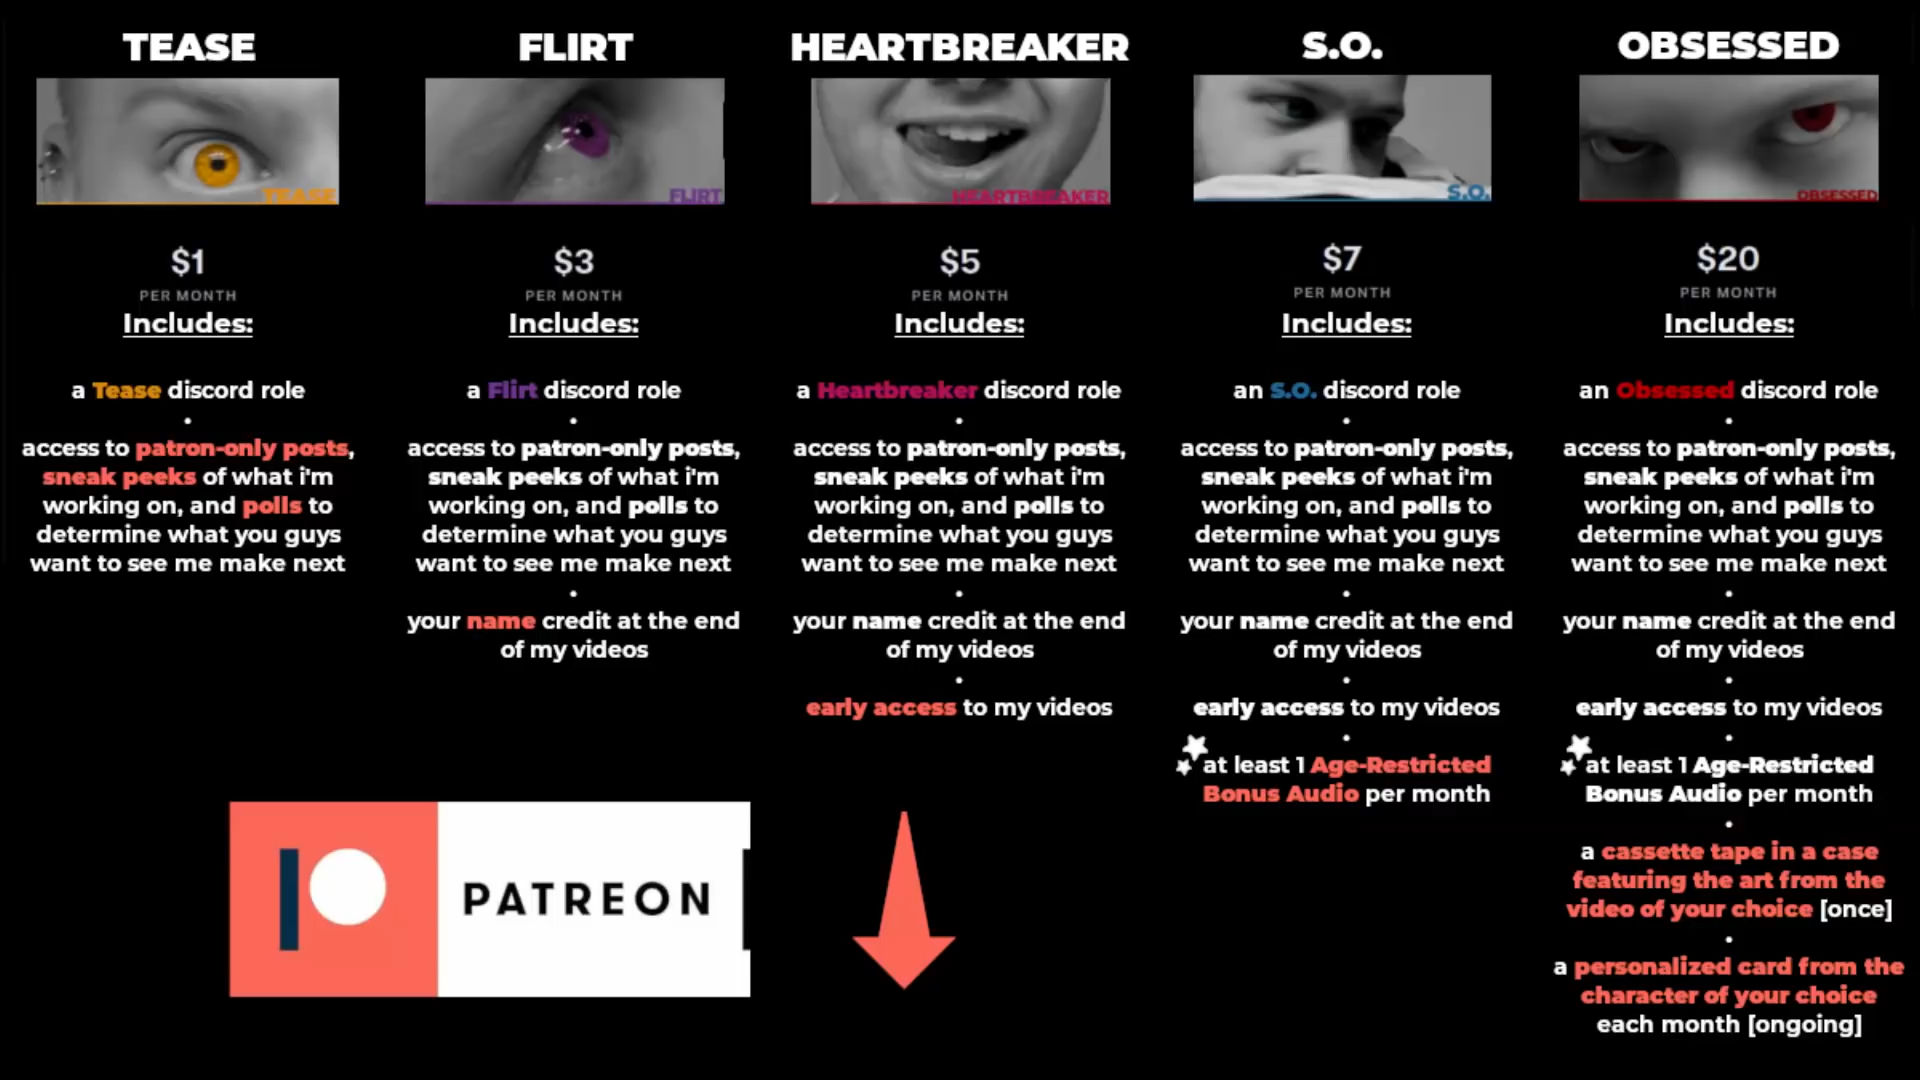 TEASE
TEASE
$1
PER MONTH
Includes:
a Tease discord role
•
access to patron-only posts,
sneak peeks of what i'm
working on, and polls to
determine what you guys
want to see me make next
FLIRT
FLIRT
$3
PER MONTH
Includes:
a Flirt discord role
•
access to patron-only posts,
sneak peeks of what i'm
working on, and polls to
determine what you guys
want to see me make next
•
your name credit at the end
of my videos
HEARTBREAKER
HEARTBREAKER
$5
PER MONTH
Includes:
a Heartbreaker discord role
•
access to patron-only posts,
sneak peeks of what i'm
working on, and polls to
determine what you guys
want to see me make next
•
your name credit at the end
of my videos
•
early access to my videos
S.O.
S.O.
$7
PER MONTH
Includes:
an S.O. discord role
•
access to patron-only posts,
sneak peeks of what i'm
working on, and polls to
determine what you guys
want to see me make next
•
your name credit at the end
of my videos
•
early access to my videos
•
at least 1 Age-Restricted
Bonus Audio per month
OBSESSED
OBSESSED
$20
PER MONTH
Includes:
an Obsessed discord role
•
access to patron-only posts,
sneak peeks of what i'm
working on, and polls to
determine what you guys
want to see me make next
•
your name credit at the end
of my videos
•
early access to my videos
•
at least 1 Age-Restricted
Bonus Audio per month
•
a cassette tape in a case
featuring the art from the
video of your choice [once]
•
a personalized card from the
character of your choice
each month [ongoing]
PATREON